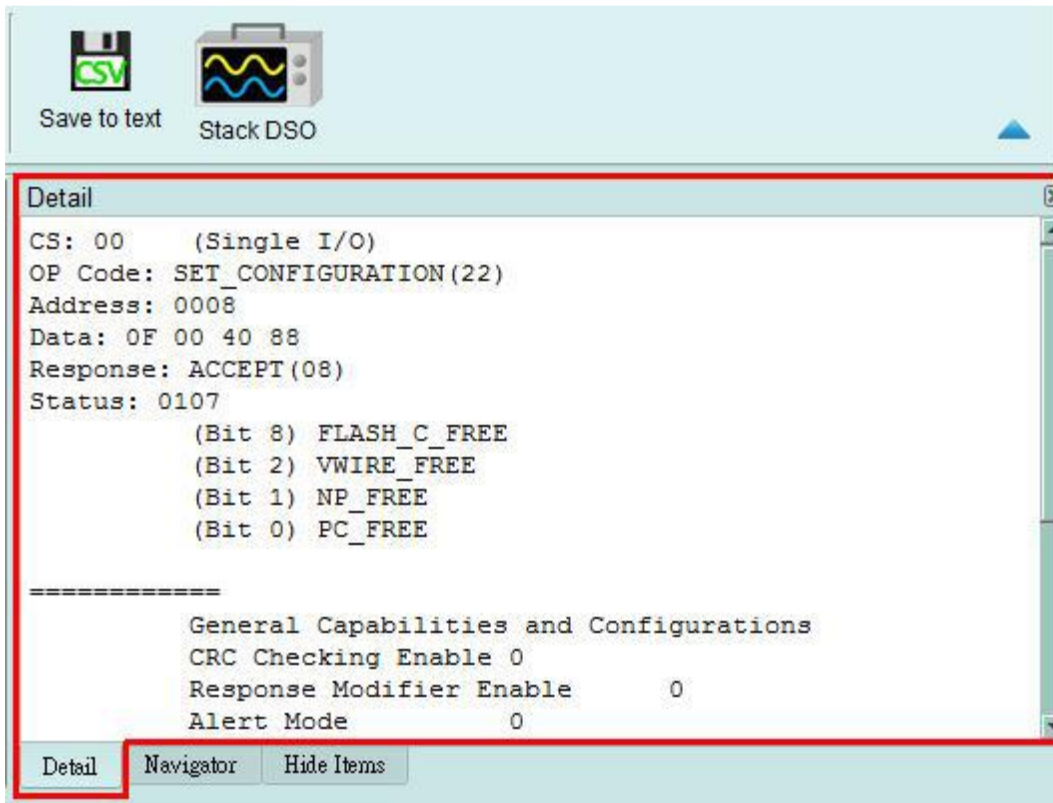 CSV
Save to text
Stack DSO
Detail
CS: 00 (Single I/O)
OP Code: SET_CONFIGURATION(22)
Address: 0008
Data: 0F 00 40 88
Response: ACCEPT(08)
Status: 0107
(Bit 8) FLASH_C_FREE
(Bit 2) VWIRE_FREE
(Bit 1) NP_FREE
(Bit 0) PC_FREE
============
General Capabilities and Configurations
CRC Checking Enable 0
Response Modifier Enable 0
Alert Mode 0
Detail Navigator Hide Items